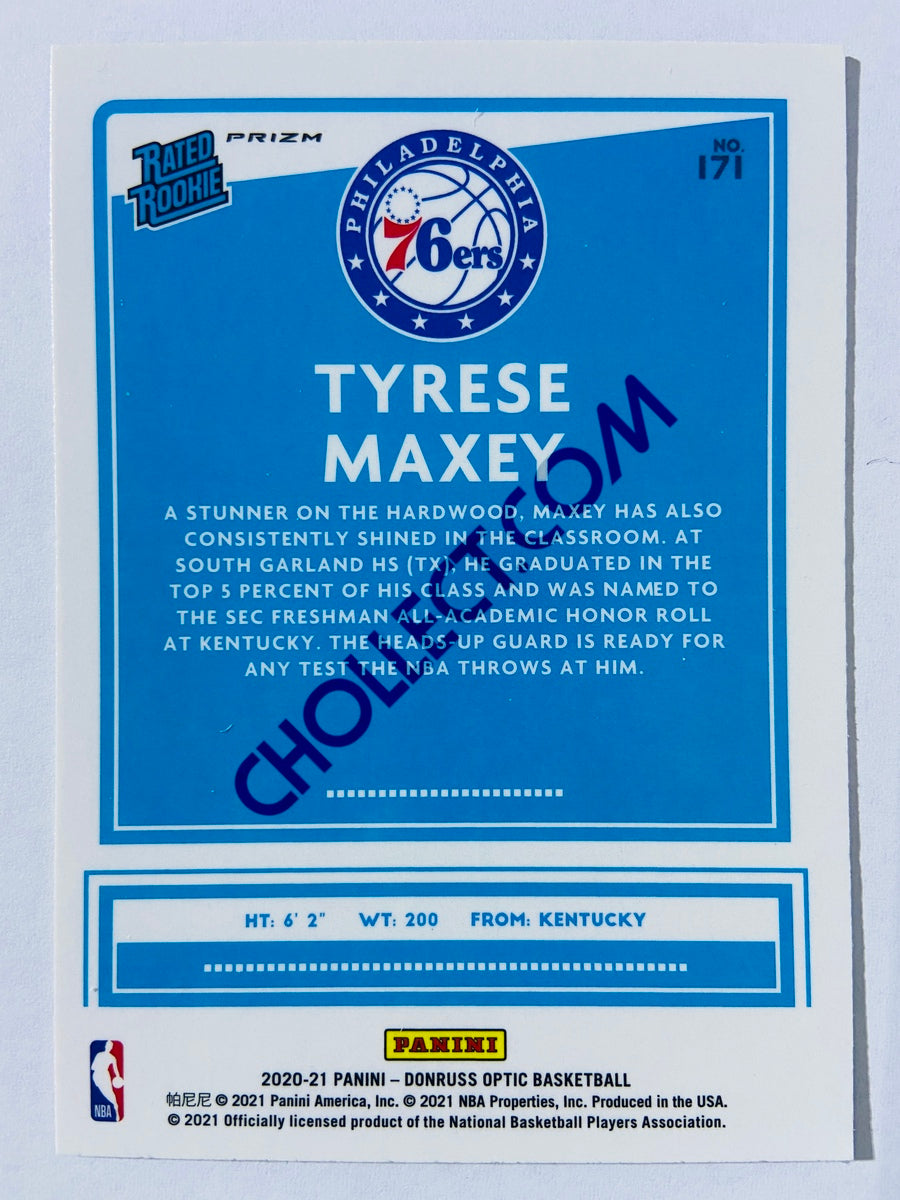 RATED
ROOKIE
PRIZM
PHILADELPHIA
76ers
NO.
171
TYRESE
MAXEY
A STUNNER ON THE HARDWOOD, MAXEY HAS ALSO
CONSISTENTLY SHINED IN THE CLASSROOM. AT
SOUTH GARLAND HS (TX), HE GRADUATED IN THE
TOP 5 PERCENT OF HIS CLASS AND WAS NAMED TO
THE SEC FRESHMAN ALL-ACADEMIC HONOR ROLL
AT KENTUCKY. THE HEADS-UP GUARD IS READY FOR
ANY TEST THE NBA THROWS AT HIM.
CHOLLECT.COM
HT: 6' 2" WT: 200 FROM: KENTUCKY
PANINI
NBA
2020-21 PANINI – DONRUSS OPTIC BASKETBALL
帕尼尼 © 2021 Panini America, Inc. © 2021 NBA Properties, Inc. Produced in the USA.
© 2021 Officially licensed product of the National Basketball Players Association.